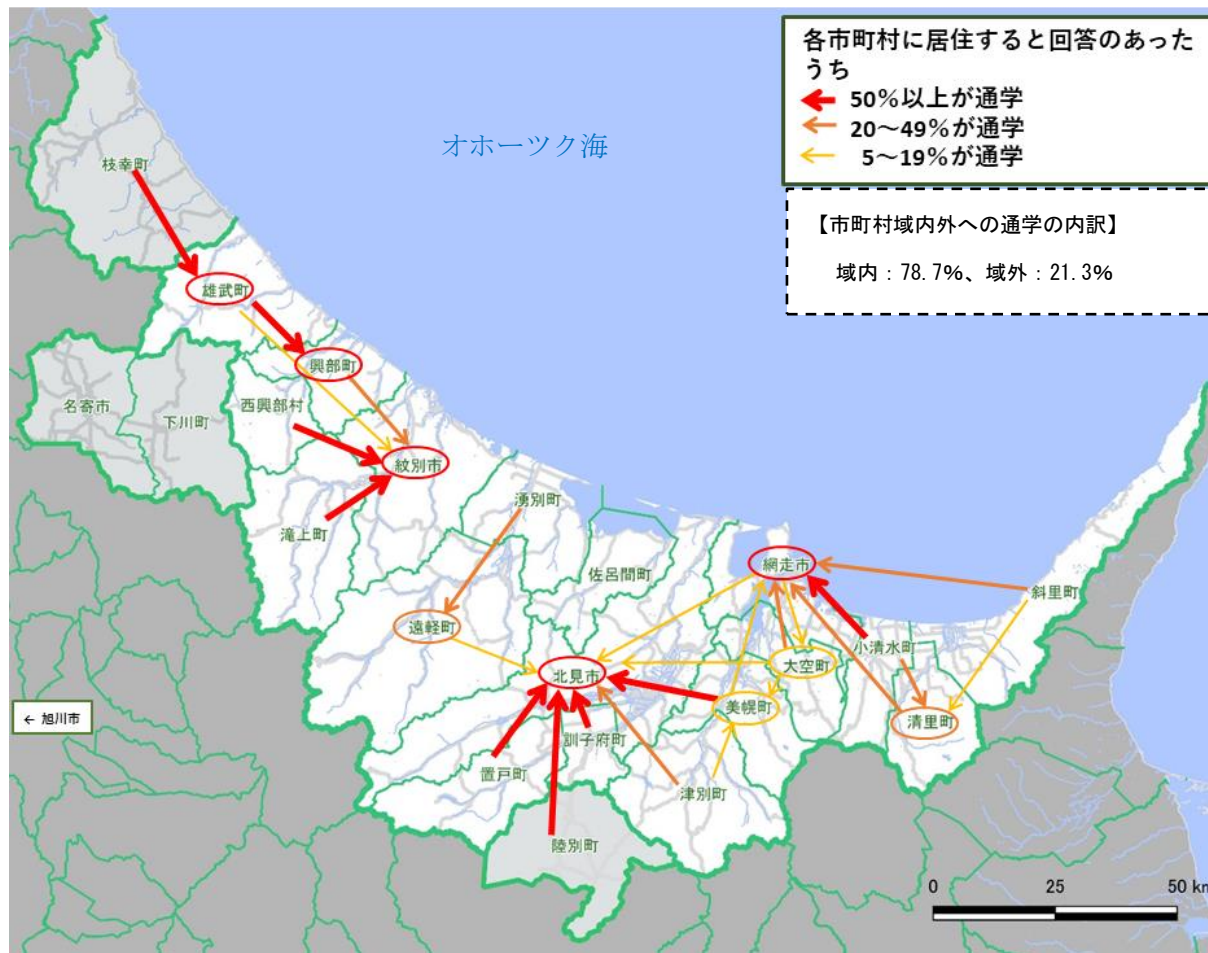 各市町村に居住すると回答のあった
うち
50%以上が通学
20～49%が通学
5～19%が通学
【市町村域内外への通学の内訳】
域内：78.7%、域外：21.3%
オホーツク海
枝幸町
雄武町
興部町
名寄市
下川町
西興部村
紋別市
滝上町
湧別町
佐呂間町
網走市
斜里町
遠軽町
小清水町
大空町
北見市
美幌町
清里町
← 旭川市
訓子府町
置戸町
津別町
陸別町
0 25 50 km